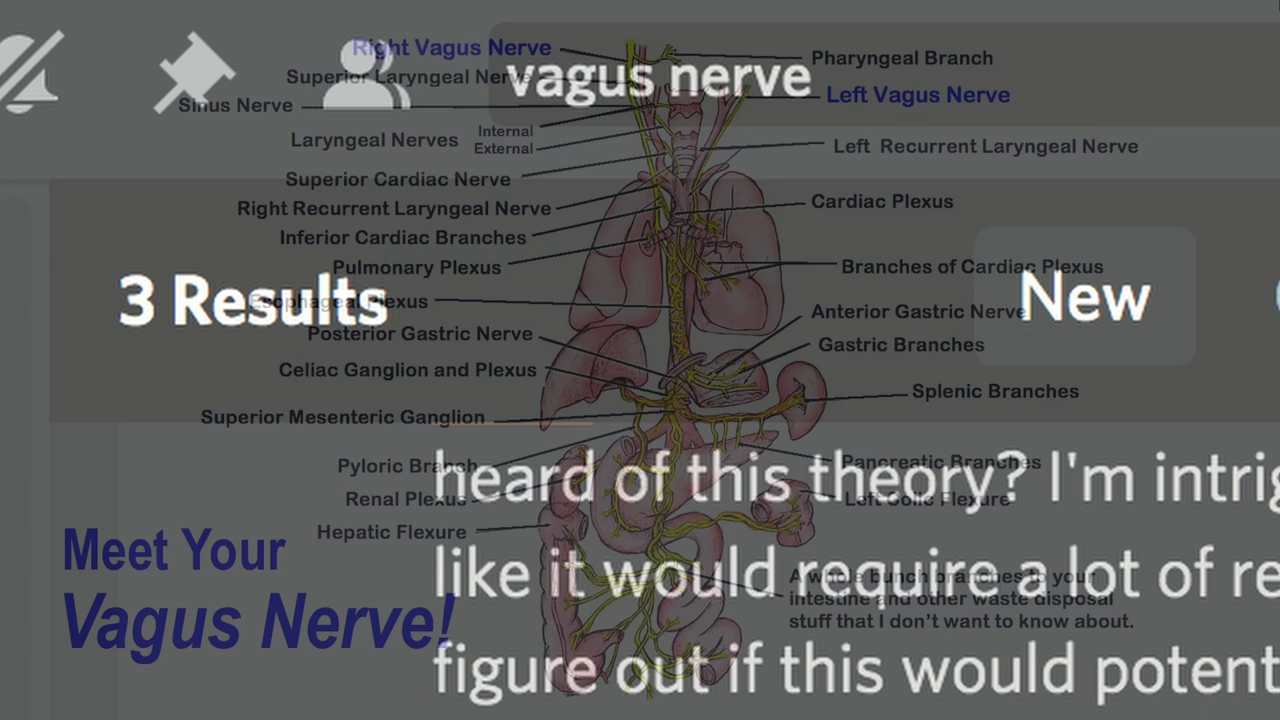 vagus nerve
3 Results
New
heard of this theory? I'm intrig
like it would require a lot of re
figure out if this would potent
Right Vagus Nerve
Superior Laryngeal Nerve
Sinus Nerve
Laryngeal Nerves
Internal
External
Superior Cardiac Nerve
Right Recurrent Laryngeal Nerve
Inferior Cardiac Branches
Pulmonary Plexus
Esophageal Plexus
Posterior Gastric Nerve
Celiac Ganglion and Plexus
Superior Mesenteric Ganglion
Pyloric Branch
Renal Plexus
Hepatic Flexure
Pharyngeal Branch
Left Vagus Nerve
Left Recurrent Laryngeal Nerve
Cardiac Plexus
Branches of Cardiac Plexus
Anterior Gastric Nerve
Gastric Branches
Splenic Branches
Pancreatic Branches
Left Colic Flexure
A whole bunch branches to your
intestine and other waste disposal
stuff that I don't want to know about.
Meet Your
Vagus Nerve!